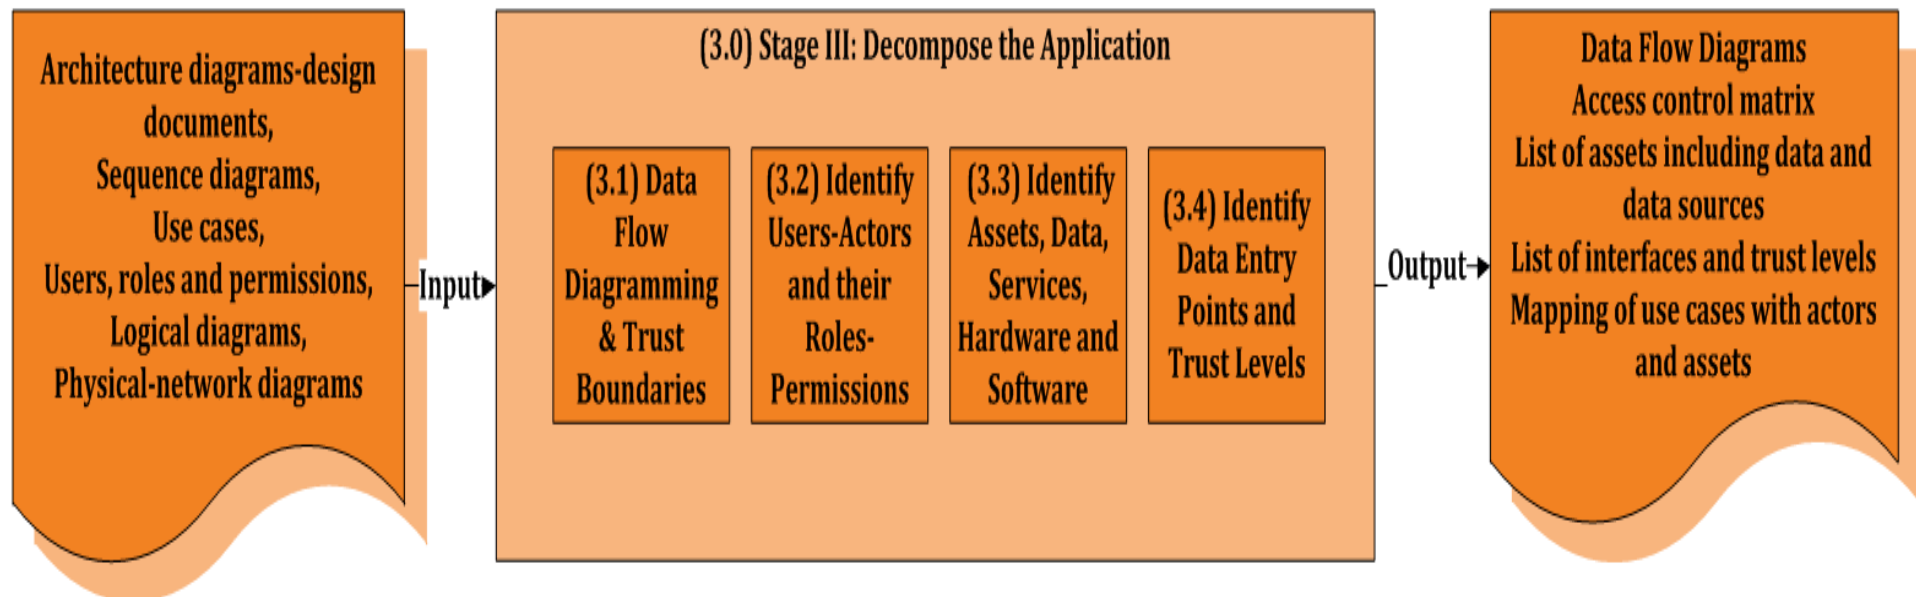 Architecture diagrams-design
documents,
Sequence diagrams,
Use cases,
Users, roles and permissions,
Logical diagrams,
Physical-network diagrams
Input
(3.0) Stage III: Decompose the Application
(3.1) Data
Flow
Diagramming
& Trust
Boundaries
(3.2) Identify
Users-Actors
and their
Roles-
Permissions
(3.3) Identify
Assets, Data,
Services,
Hardware and
Software
(3.4) Identify
Data Entry
Points and
Trust Levels
Output
Data Flow Diagrams
Access control matrix
List of assets including data and
data sources
List of interfaces and trust levels
Mapping of use cases with actors
and assets